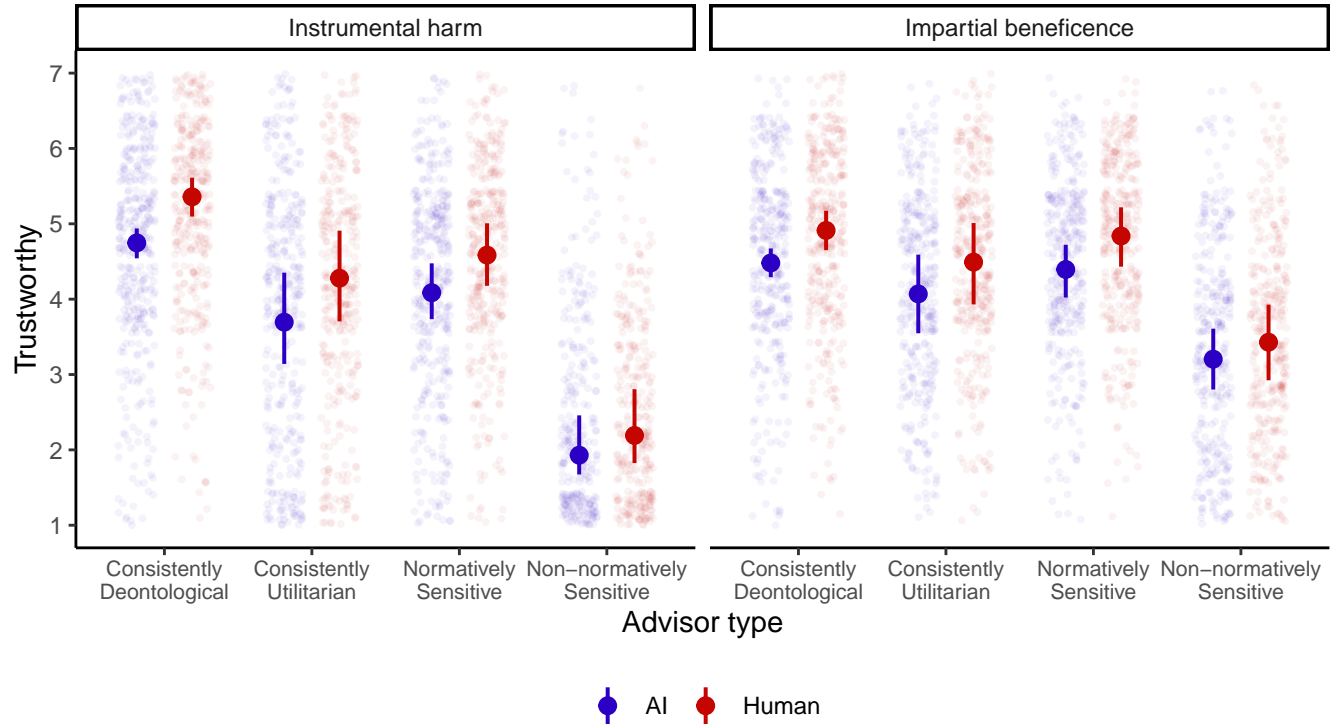 Instrumental harm
Impartial beneficence
Trustworthy
7
6
5
4
3
2
1
Consistently
Deontological
Consistently
Utilitarian
Normatively
Sensitive
Non−normatively
Sensitive
Consistently
Deontological
Consistently
Utilitarian
Normatively
Sensitive
Non−normatively
Sensitive
Advisor type
AI
Human